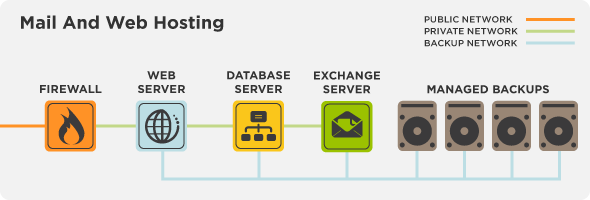 Mail And Web Hosting
PUBLIC NETWORK
PRIVATE NETWORK
BACKUP NETWORK
FIREWALL
WEB
SERVER
DATABASE
SERVER
EXCHANGE
SERVER
MANAGED BACKUPS